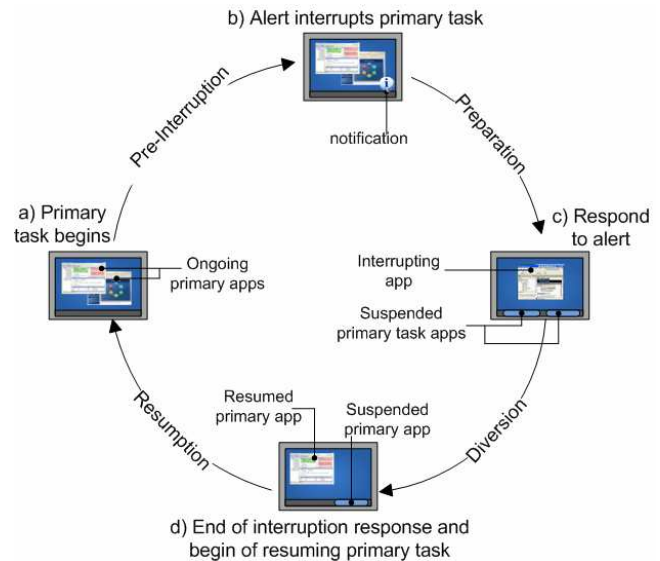 b) Alert interrupts primary task
notification
Pre-Interruption
Preparation
a) Primary
task begins
Ongoing
primary apps
c) Respond
to alert
Interrupting
app
Suspended
primary task apps
Resumption
Diversion
Resumed
primary app
Suspended
primary app
d) End of interruption response and
begin of resuming primary task